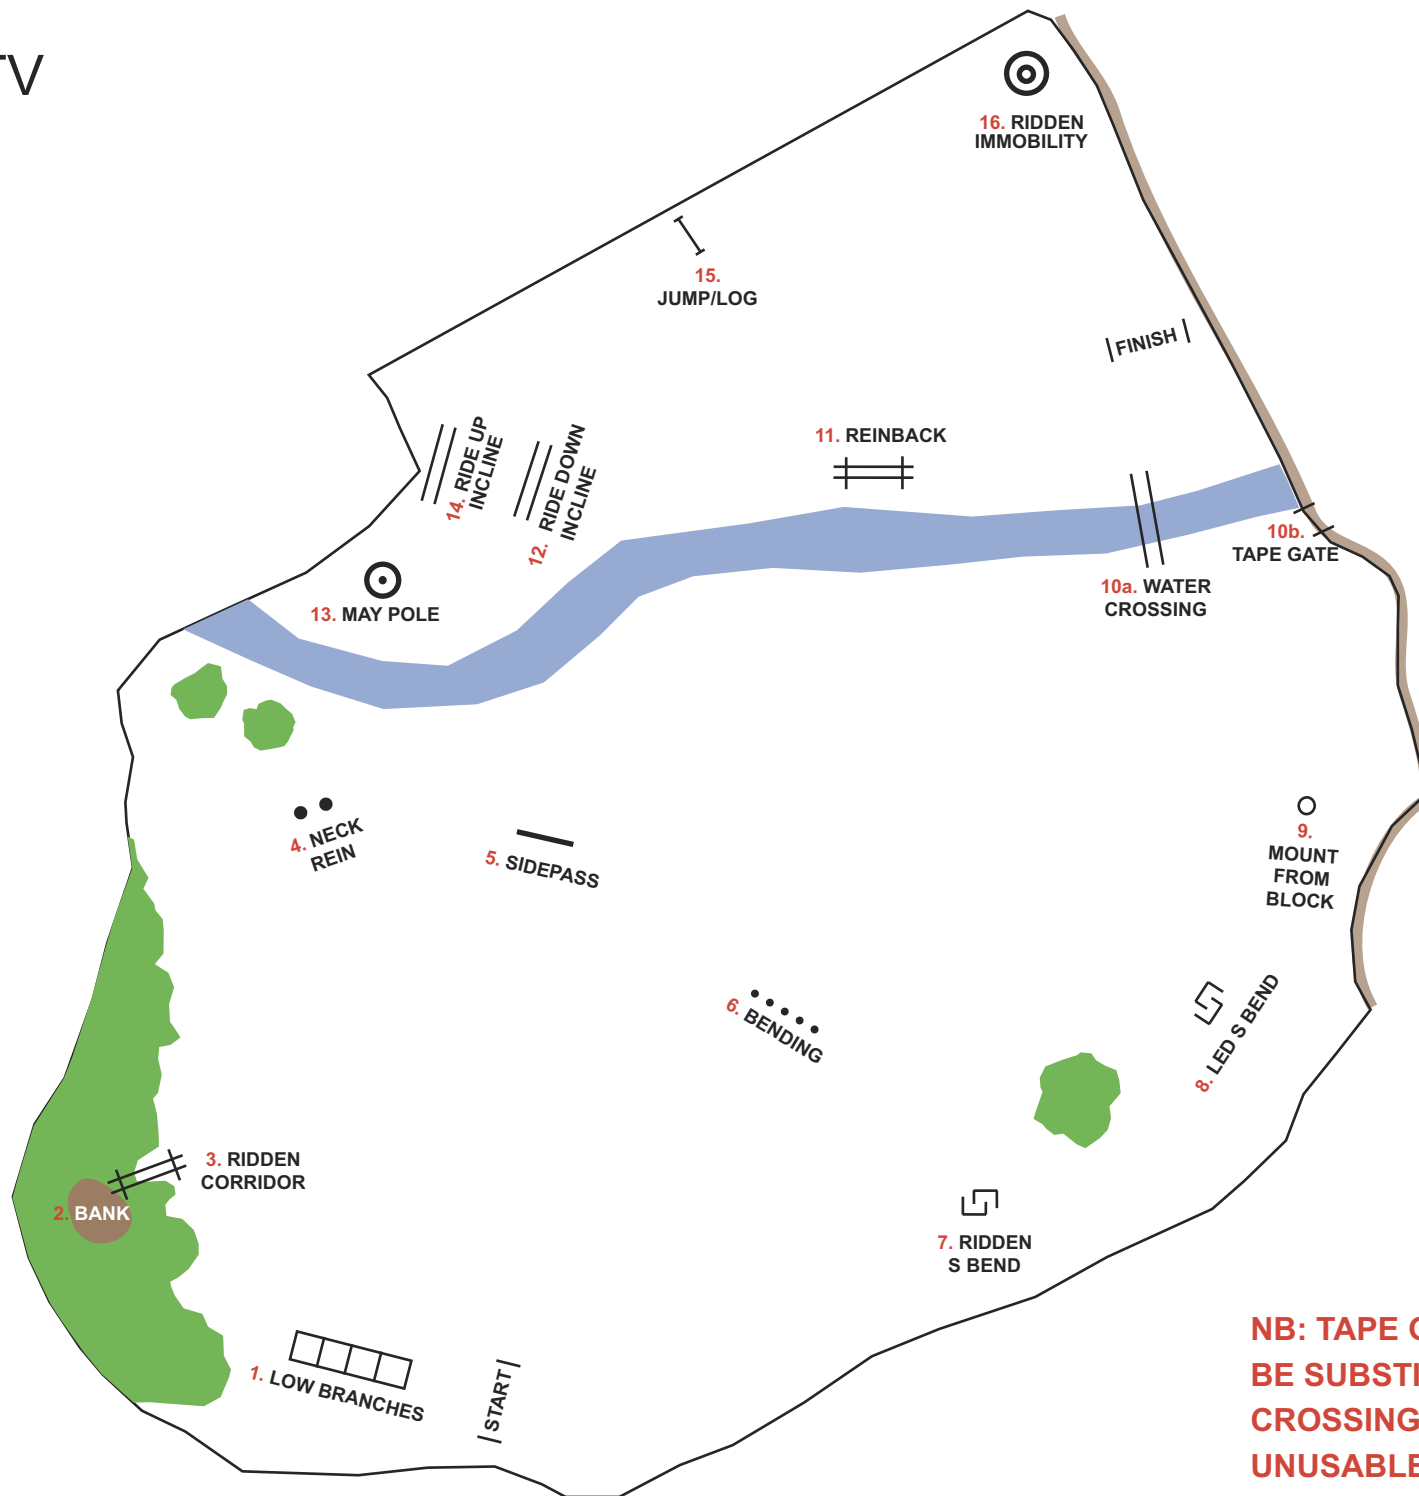 16. RIDDEN
IMMOBILITY
15.
JUMP/LOG
FINISH
11. REINBACK
14. RIDE UP
INCLINE
12. RIDE DOWN
INCLINE
10b.
TAPE GATE
10a. WATER
CROSSING
13. MAY POLE
4. NECK
REIN
5. SIDEPASS
9.
MOUNT
FROM
BLOCK
6. BENDING
8. LED S BEND
3. RIDDEN
CORRIDOR
2. BANK
7. RIDDEN
S BEND
1. LOW BRANCHES
START
NB: TAPE
BE
CROSSING
UNUSABLE